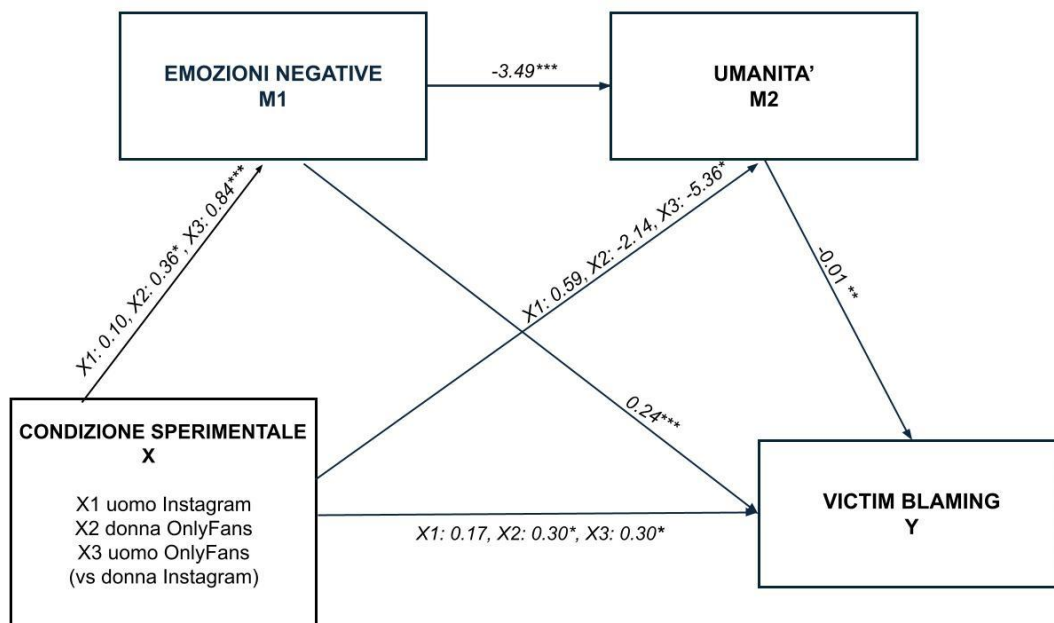 EMOZIONI NEGATIVE
M1
-3.49***
UMANITA’
M2
X1: 0.10, X2: 0.36*, X3: 0.84***
X1: 0.59, X2: -2.14, X3: -5.36*
-0.01 **
0.24***
CONDIZIONE SPERIMENTALE
X
X1 uomo Instagram
X2 donna OnlyFans
X3 uomo OnlyFans
(vs donna Instagram)
X1: 0.17, X2: 0.30*, X3: 0.30*
VICTIM BLAMING
Y